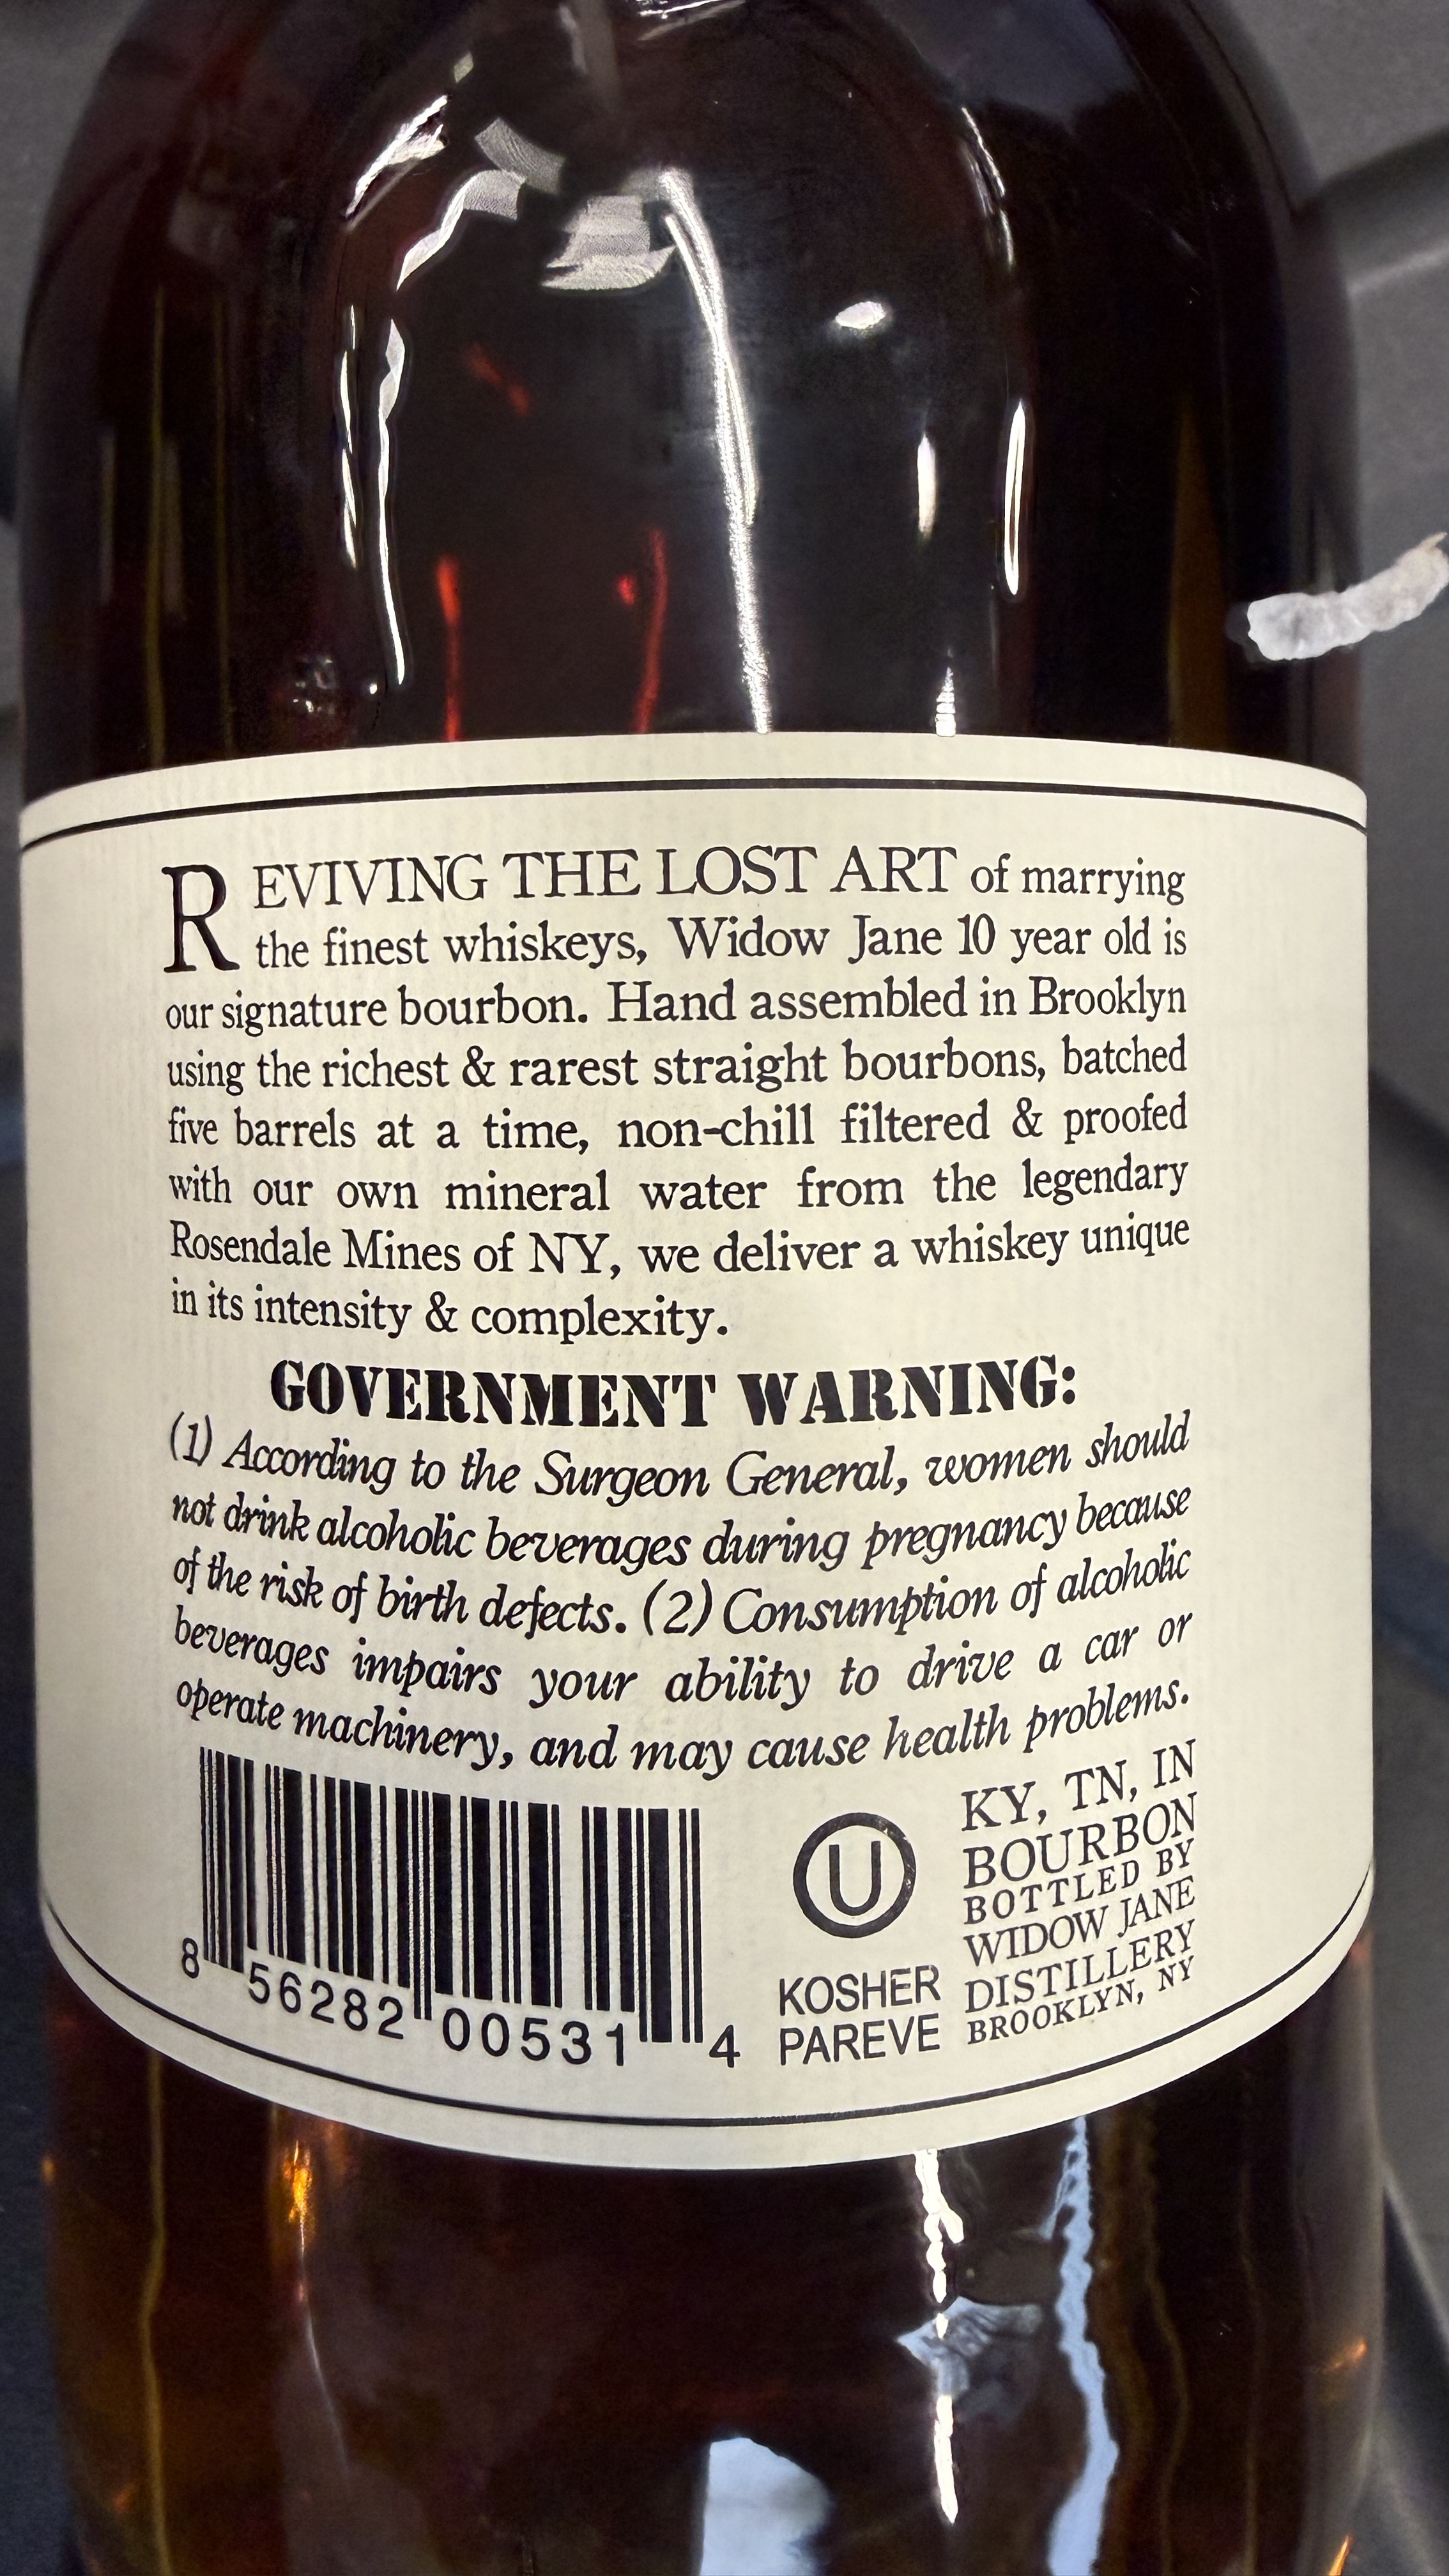 REVIVING THE LOST ART of marrying
the finest whiskeys, Widow Jane 10 year old is
our signature bourbon. Hand assembled in Brooklyn
using the richest & rarest straight bourbons, batched
five barrels at a time, non-chill filtered & proofed
with our own mineral water from the legendary
Rosendale Mines of NY, we deliver a whiskey unique
in its intensity & complexity.
GOVERNMENT WARNING:
(1) According to the Surgeon General, women should
not drink alcoholic beverages during pregnancy because
of the risk of birth defects. (2) Consumption of alcoholic
beverages impairs your ability to drive a car or
operate machinery, and may cause health problems.
8 56282 00531 4
U
KOSHER
PAREVE
KY, TN, IN
BOURBON
BOTTLED BY
WIDOW JANE
DISTILLERY
BROOKLYN, NY